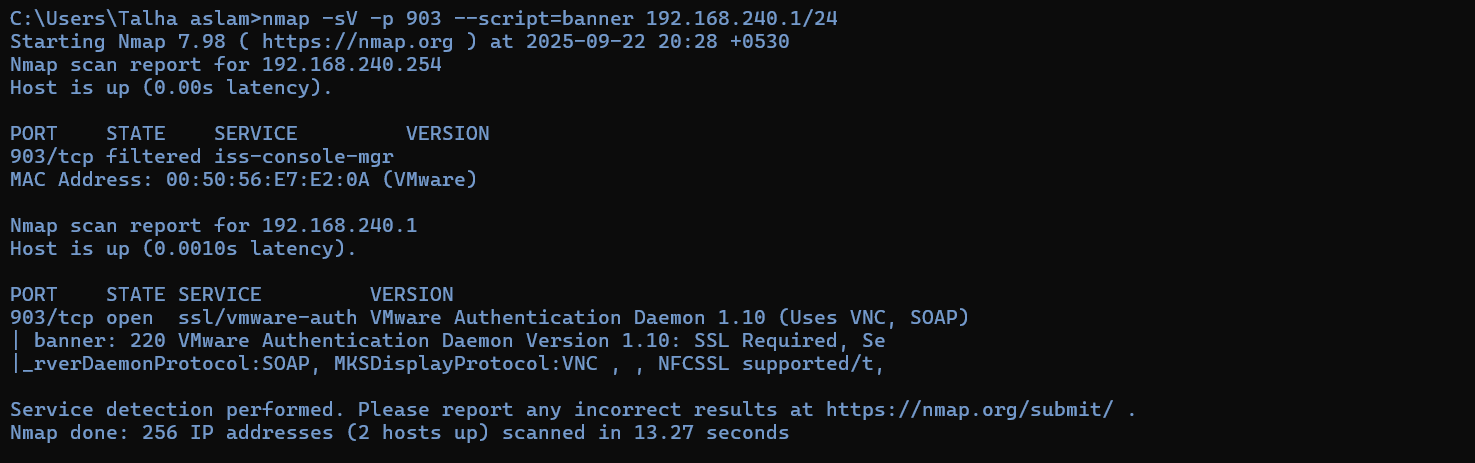 C:\Users\Talha aslam>nmap -sV -p 903 --script=banner 192.168.240.1/24
Starting Nmap 7.98 ( https://nmap.org ) at 2025-09-22 20:28 +0530
Nmap scan report for 192.168.240.254
Host is up (0.00s latency).

PORT    STATE    SERVICE         VERSION
903/tcp filtered iss-console-mgr
MAC Address: 00:50:56:E7:E2:0A (VMware)

Nmap scan report for 192.168.240.1
Host is up (0.0010s latency).

PORT    STATE SERVICE         VERSION
903/tcp open  ssl/vmware-auth VMware Authentication Daemon 1.10 (Uses VNC, SOAP)
| banner: 220 VMware Authentication Daemon Version 1.10: SSL Required, Se
|_rverDaemonProtocol:SOAP, MKSDisplayProtocol:VNC , , NFCSSL supported/t,

Service detection performed. Please report any incorrect results at https://nmap.org/submit/ .
Nmap done: 256 IP addresses (2 hosts up) scanned in 13.27 seconds